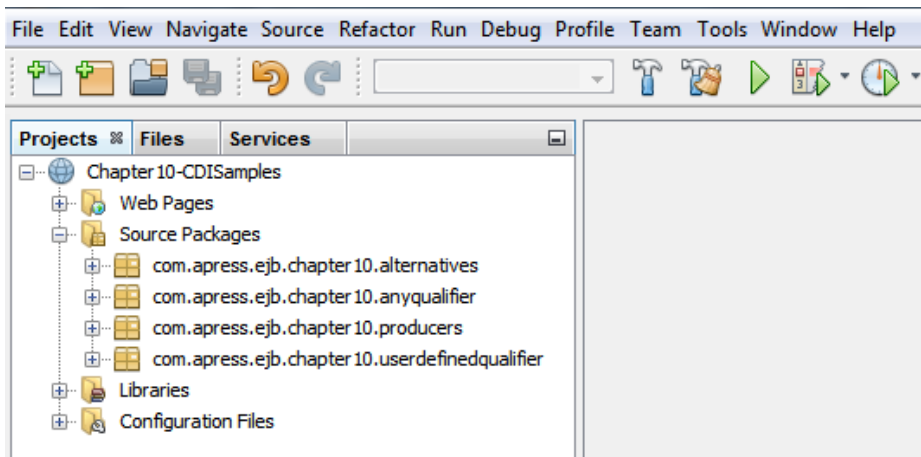 File Edit View Navigate Source Refactor Run Debug Profile Team Tools Window Help
Projects Files Services
Chapter10-CDISamples
Web Pages
Source Packages
com.apress.ejb.chapter10.alternatives
com.apress.ejb.chapter10.anyqualifier
com.apress.ejb.chapter10.producers
com.apress.ejb.chapter10.userdefinedqualifier
Libraries
Configuration Files